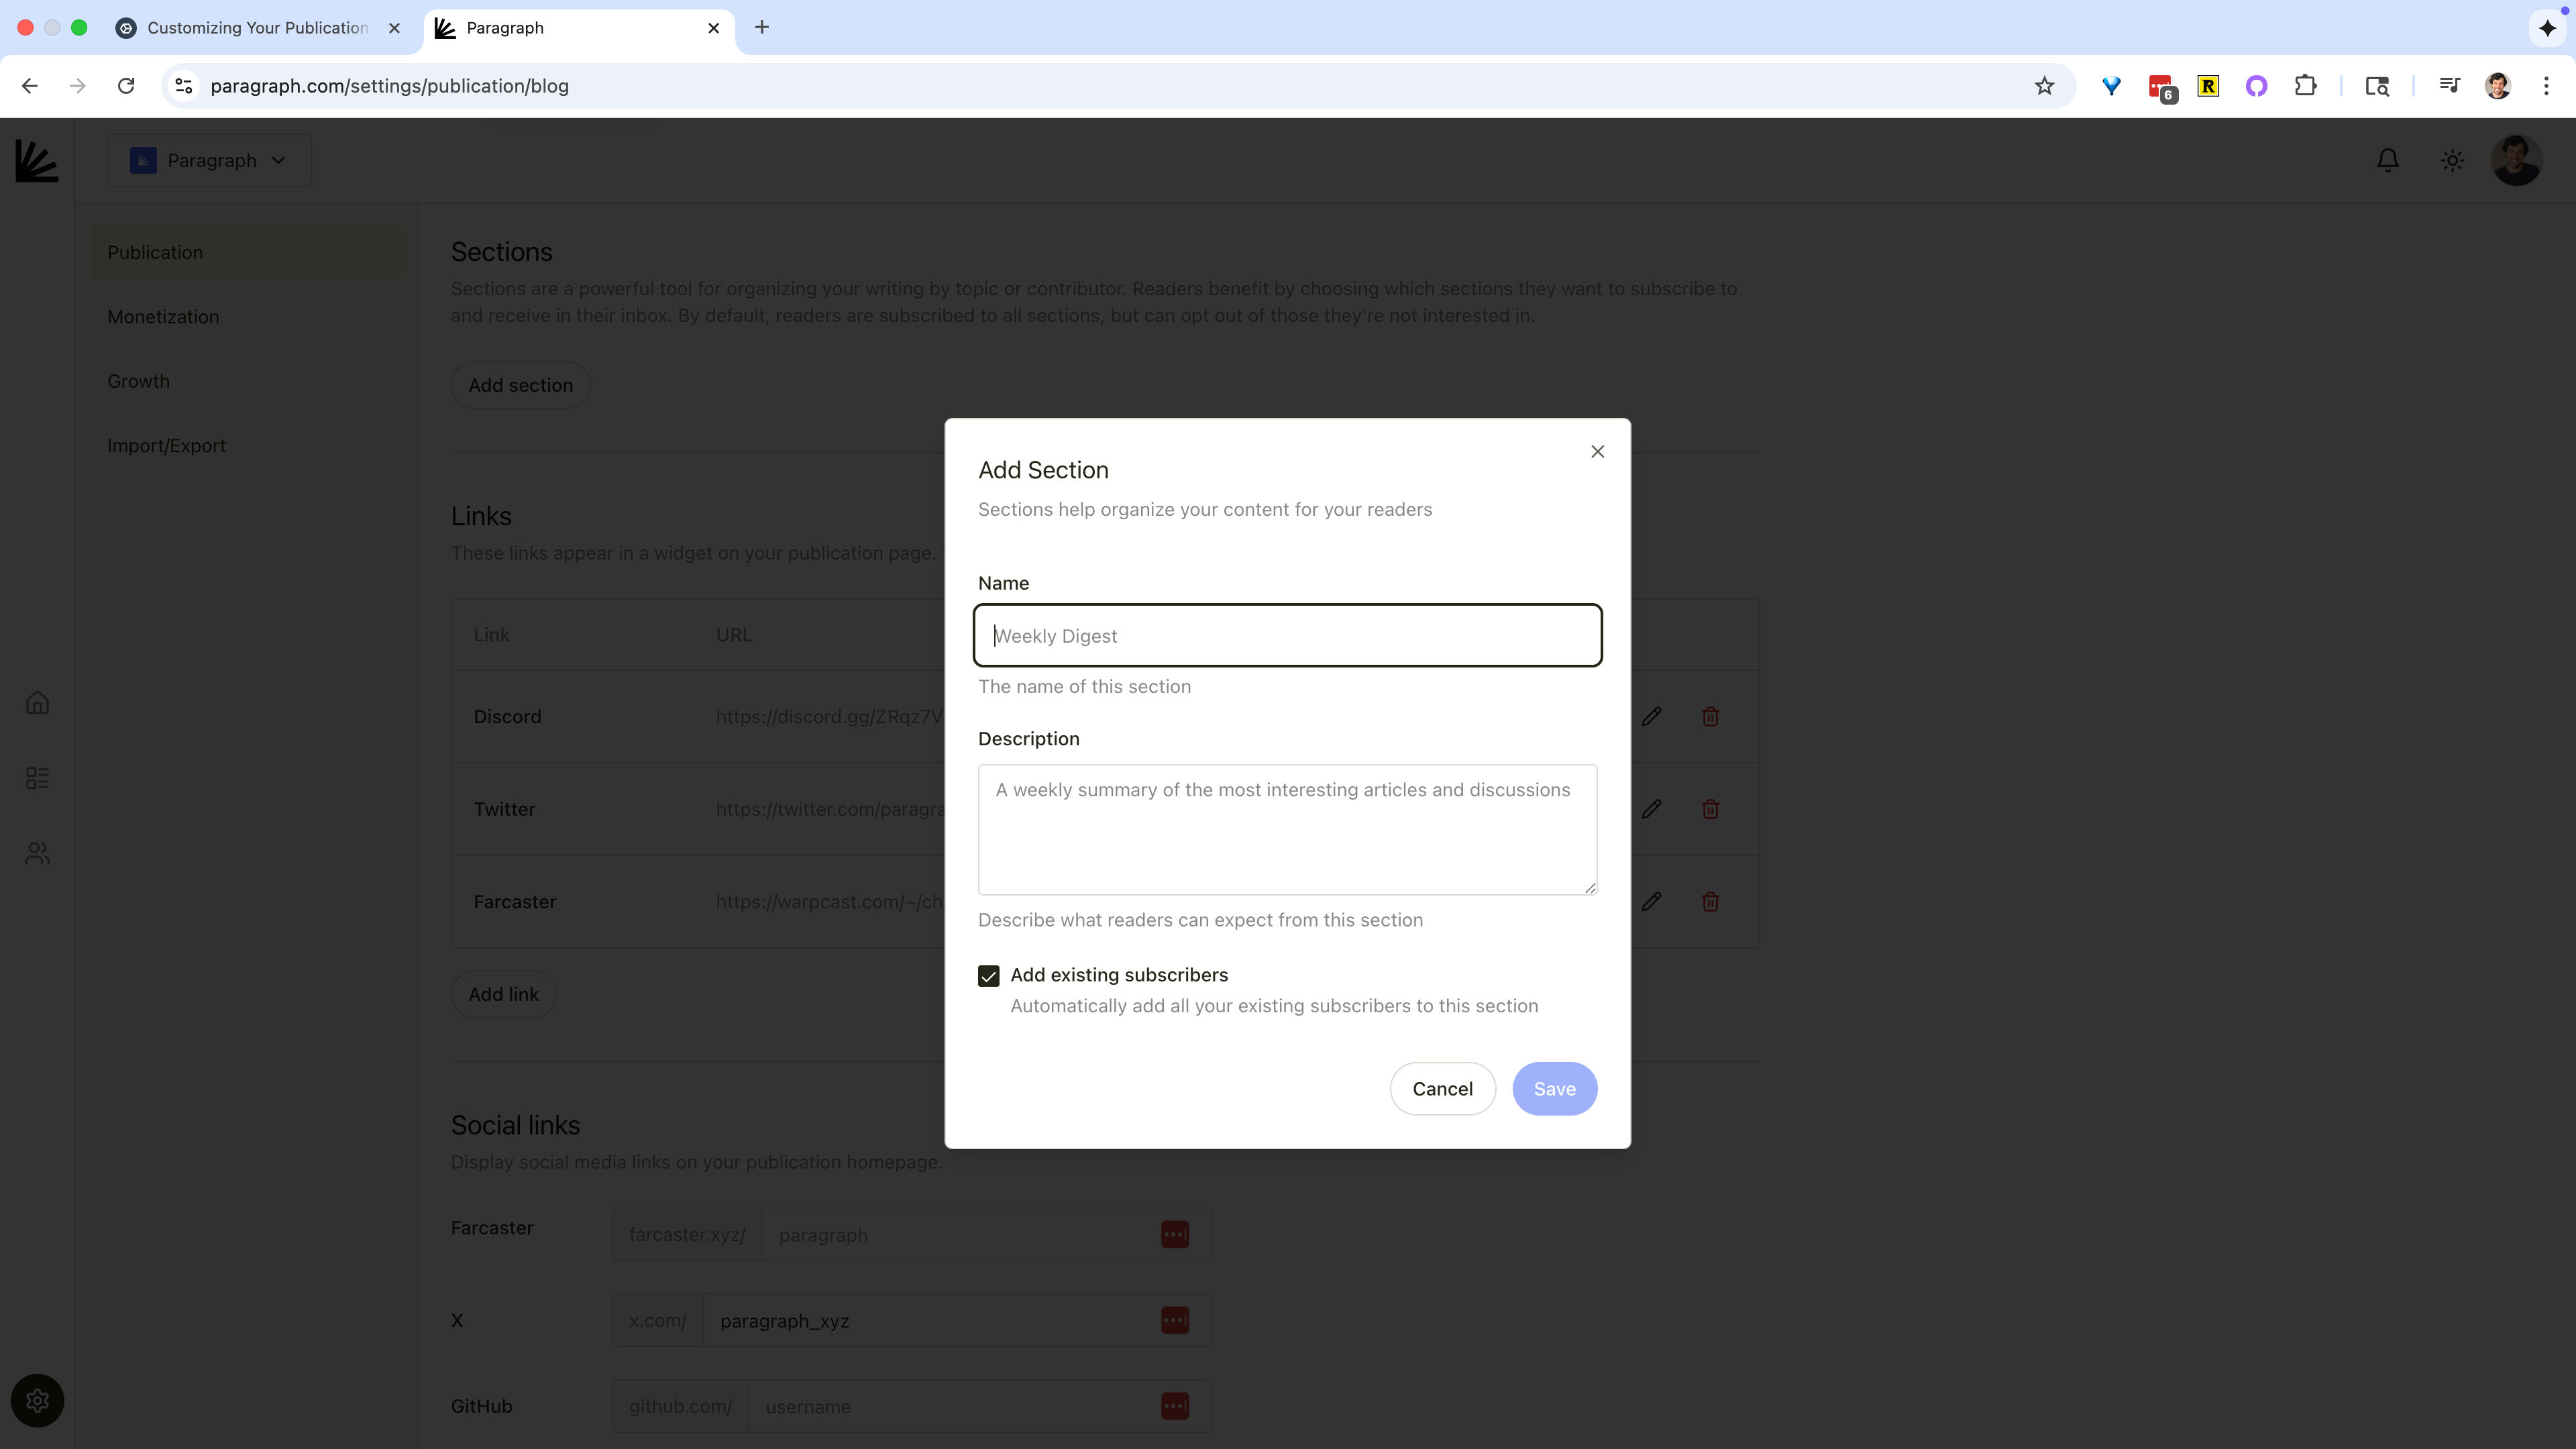 Customizing Your Publication
Paragraph
paragraph.com/settings/publication/blog
6
R
Paragraph
Publication
Monetization
Growth
Import/Export
Sections
Sections are a powerful tool for organizing your writing by topic or contributor. Readers benefit by choosing which sections they want to subscribe to
and receive in their inbox. By default, readers are subscribed to all sections, but can opt out of those they're not interested in.
Add section
Links
These links appear in a widget on your publication page.
Link URL
Discord https://discord.gg/ZRqz7V
Twitter https://twitter.com/paragra
Farcaster https://warpcast.com/~/ch
Add link
Social links
Display social media links on your publication homepage.
Farcaster farcaster.xyz/ paragraph
X x.com/ paragraph_xyz
GitHub github.com/ username
Add Section
Sections help organize your content for your readers
Name
Weekly Digest
The name of this section
Description
A weekly summary of the most interesting articles and discussions
Describe what readers can expect from this section
Add existing subscribers
Automatically add all your existing subscribers to this section
Cancel Save